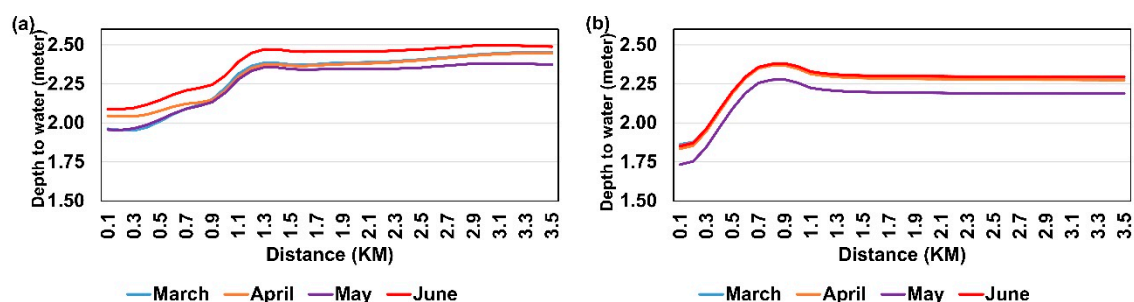 (a)
Depth to water (meter)
2.50
2.25
2.00
1.75
1.50
0.1 0.3 0.5 0.7 0.9 1.1 1.3 1.5 1.7 1.9 2.1 2.3 2.5 2.7 2.9 3.1 3.3 3.5
Distance (KM)
March April May June
(b)
Depth to water (meter)
2.50
2.25
2.00
1.75
1.50
0.1 0.3 0.5 0.7 0.9 1.1 1.3 1.5 1.7 1.9 2.1 2.3 2.5 2.7 2.9 3.1 3.3 3.5
Distance (KM)
March April May June